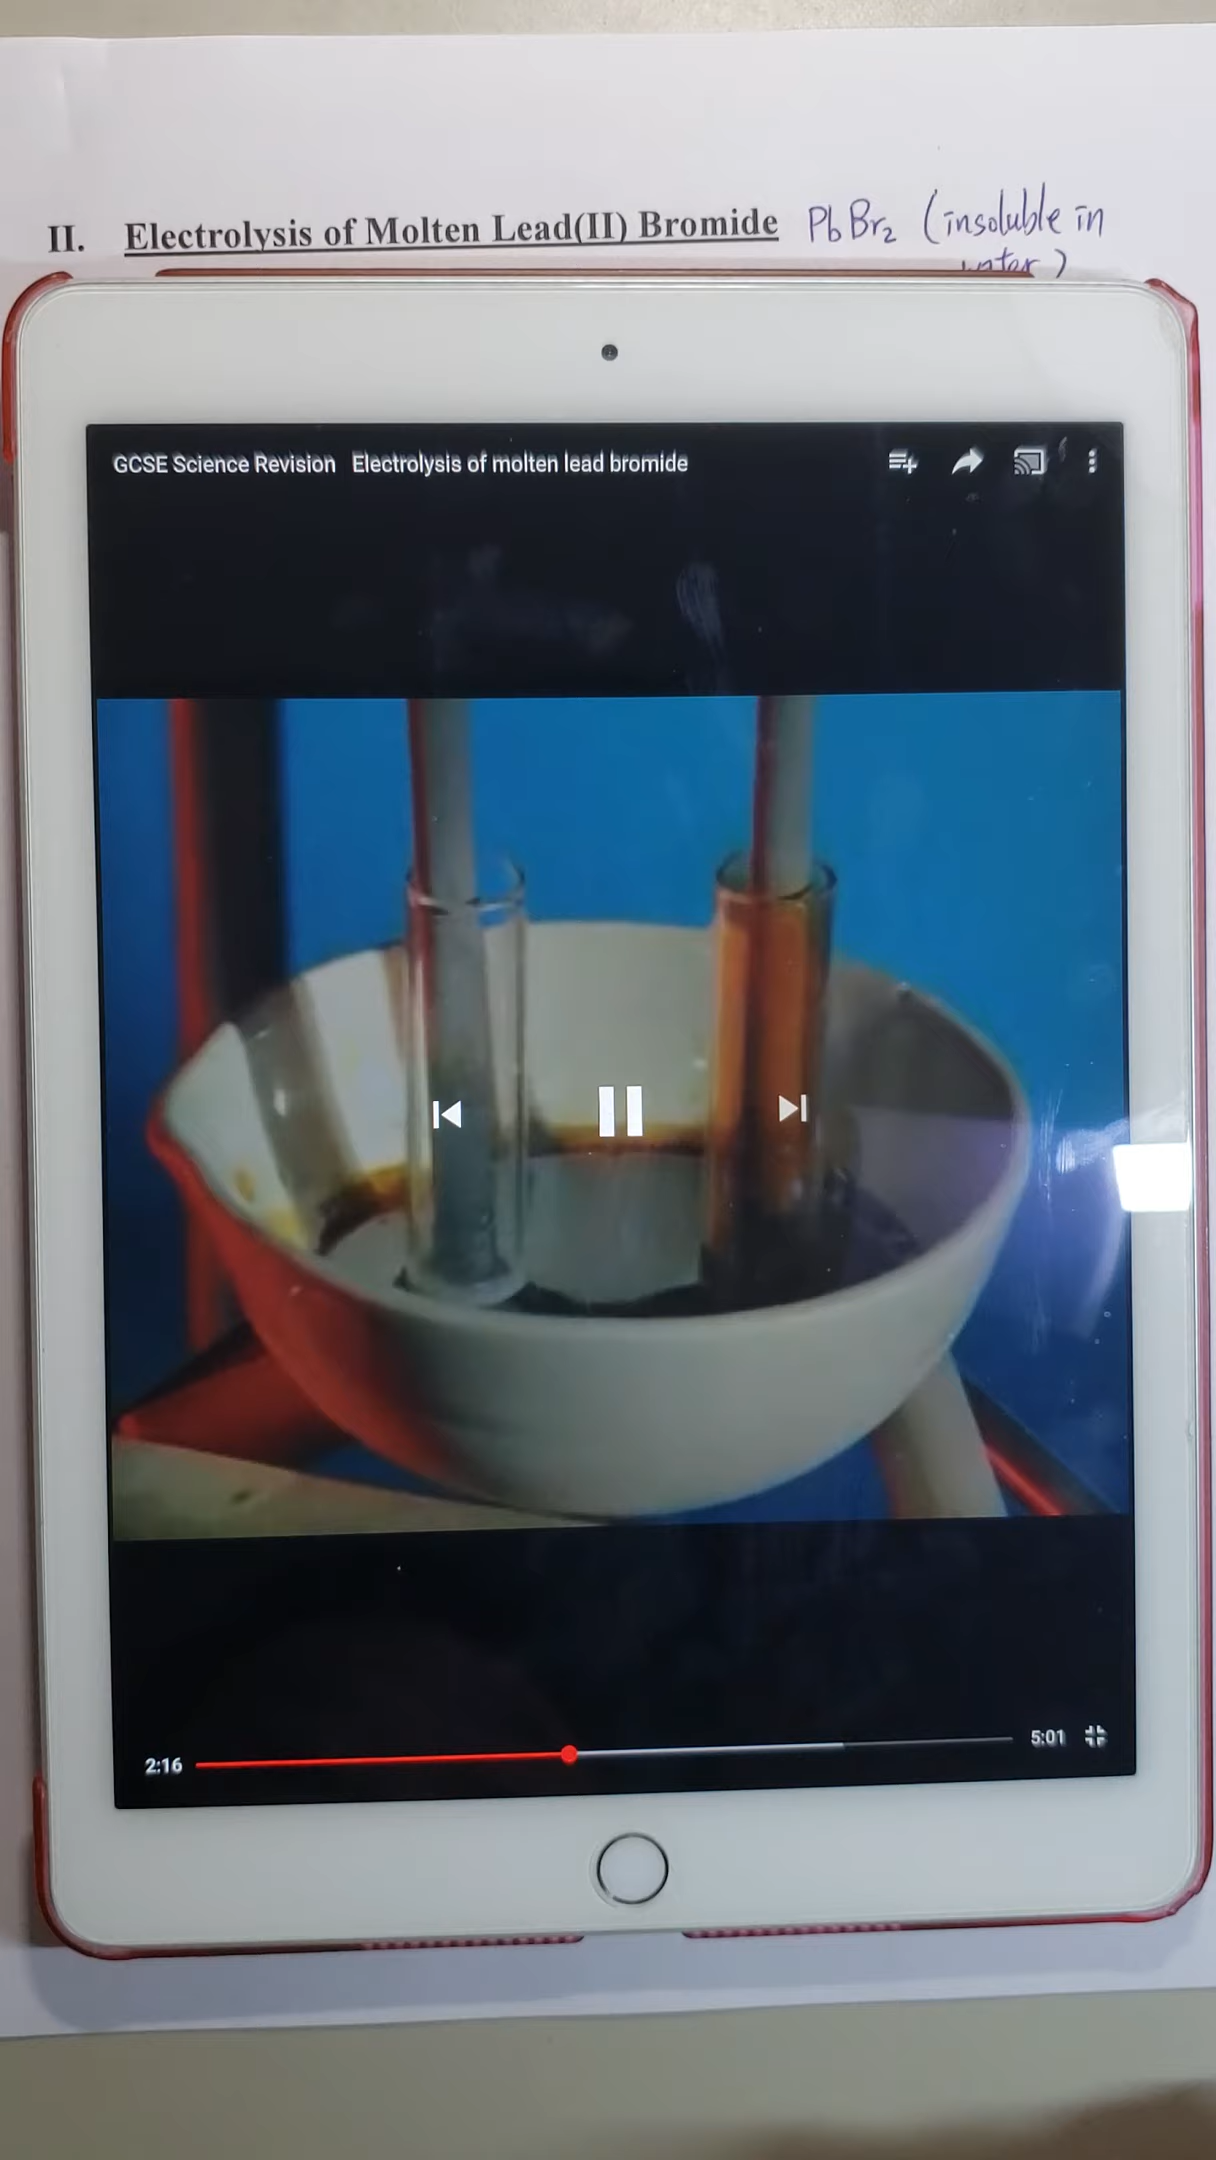 II. Electrolysis of Molten Lead(II) Bromide PbBr₂ (insoluble in
water)
GCSE Science Revision Electrolysis of molten lead bromide
2:16
5:01